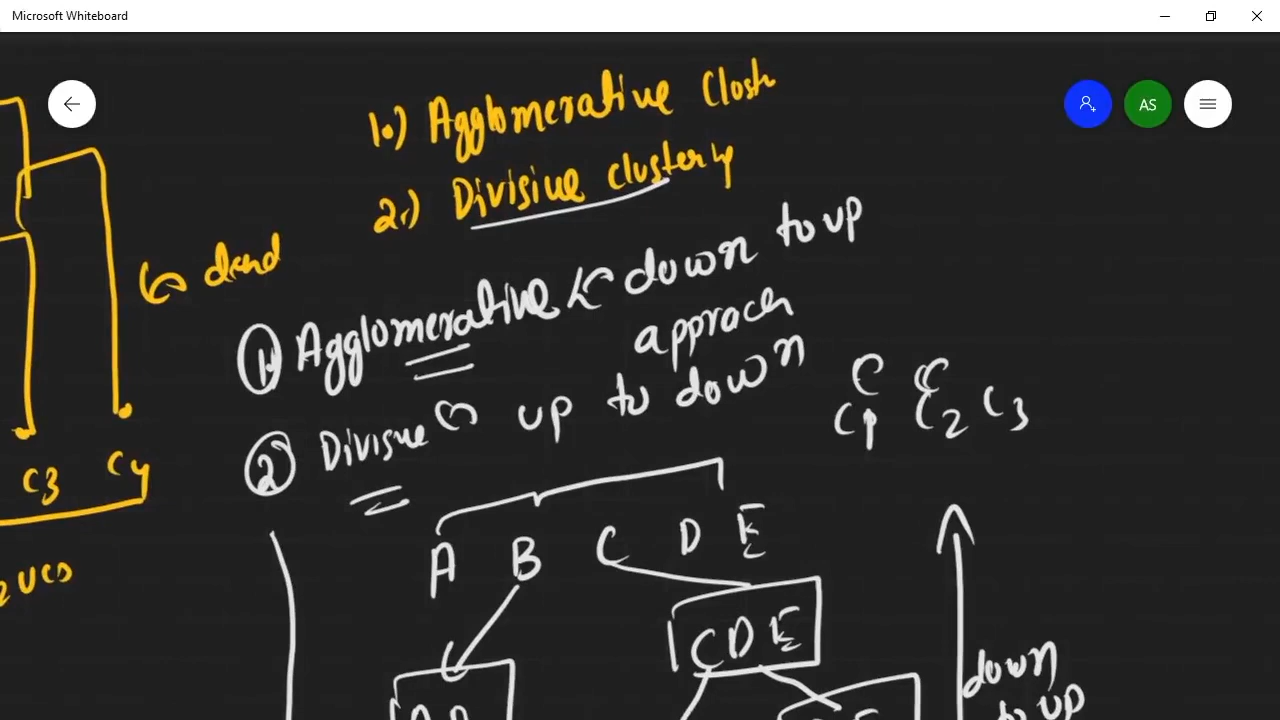 Microsoft Whiteboard
1.) Agglomerative Clost
2.) Divisive clustery
dend
AS
1) Agglomerative down to up
approach
2) Divisive up to down
C C
C1 C2 C3
C3 C4
A B C D E
CDE
down
to up